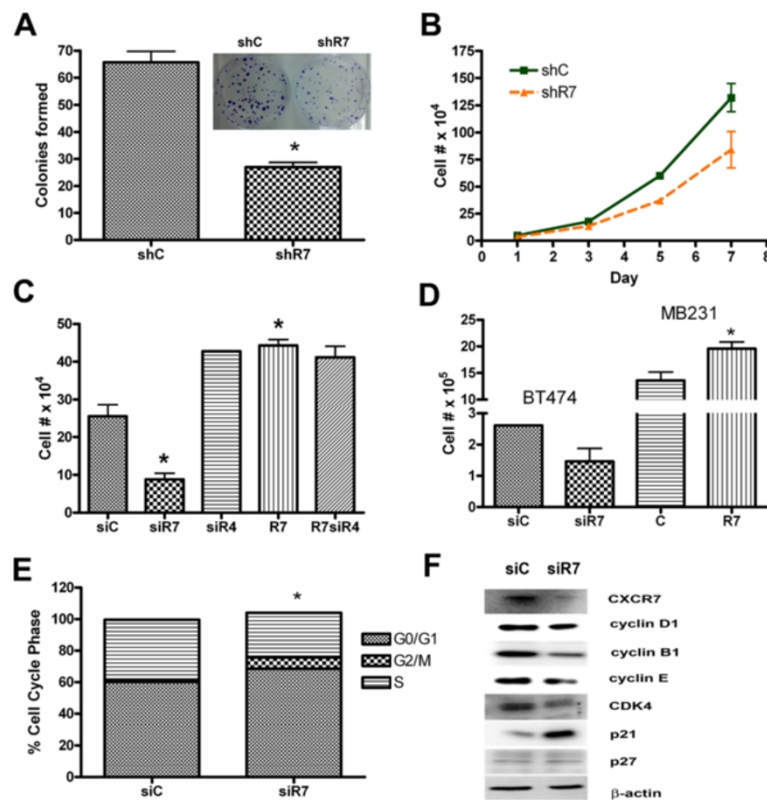 A
Colonies formed
70
60
50
40
30
20
10
0
shC shR7
*
shC shR7
B
Cell # x 10⁴
175
150
125
100
75
50
25
0
shC
shR7
0 1 2 3 4 5 6 7 8
Day
C
Cell # x 10⁴
50
40
30
20
10
0
* *
siC siR7 siR4 R7 R7siR4
D
Cell # x 10⁵
25
20
15
10
3
2
1
0
BT474
MB231
*
siC siR7 C R7
E
% Cell Cycle Phase
120
100
80
60
40
20
0
*
siC siR7
G0/G1
G2/M
S
F
siC siR7
CXCR7
cyclin D1
cyclin B1
cyclin E
CDK4
p21
p27
β-actin